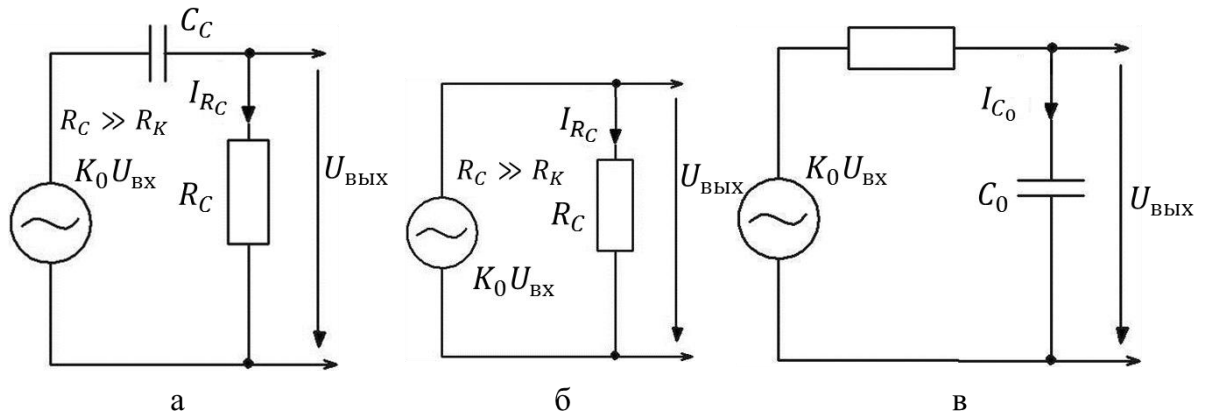 C_C
I_{R_C}
R_C ≫ R_K
K_0U_вх
R_C
U_вых
а
I_{R_C}
R_C ≫ R_K
U_вых
R_C
K_0U_вх
б
I_{C_0}
K_0U_вх
C_0
U_вых
в